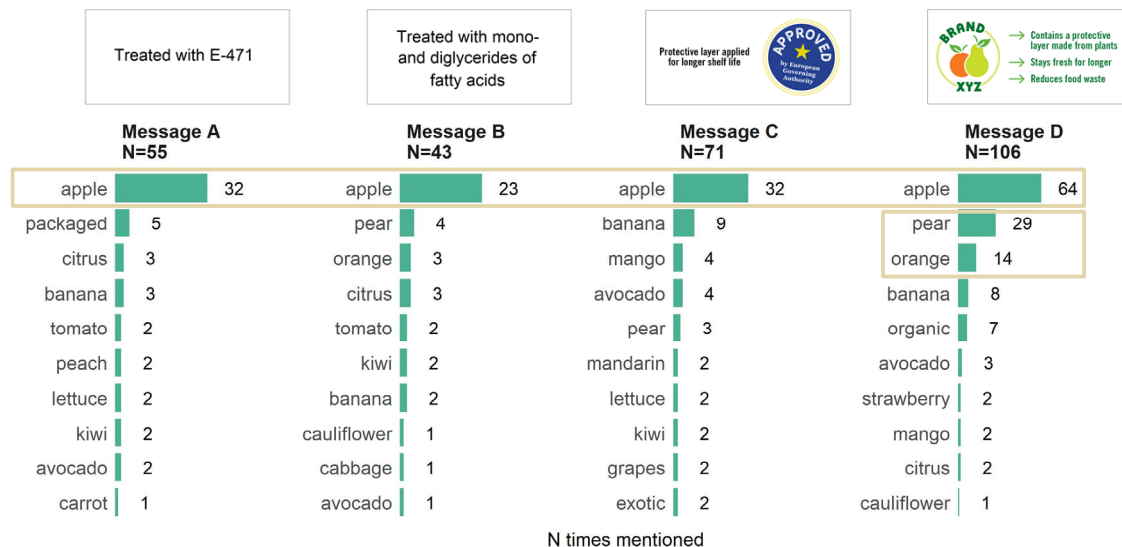 Treated with E-471
Treated with mono-
and diglycerides of
fatty acids
Protective layer applied
for longer shelf life
APPROVED
by European
Governing
Authority
BRAND
XYZ
Contains a protective
layer made from plants
Stays fresh for longer
Reduces food waste
Message A
N=55
apple 32
packaged 5
citrus 3
banana 3
tomato 2
peach 2
lettuce 2
kiwi 2
avocado 2
carrot 1
Message B
N=43
apple 23
pear 4
orange 3
citrus 3
tomato 2
kiwi 2
banana 2
cauliflower 1
cabbage 1
avocado 1
Message C
N=71
apple 32
banana 9
mango 4
avocado 4
pear 3
mandarin 2
lettuce 2
kiwi 2
grapes 2
exotic 2
Message D
N=106
apple 64
pear 29
orange 14
banana 8
organic 7
avocado 3
strawberry 2
mango 2
citrus 2
cauliflower 1
N times mentioned